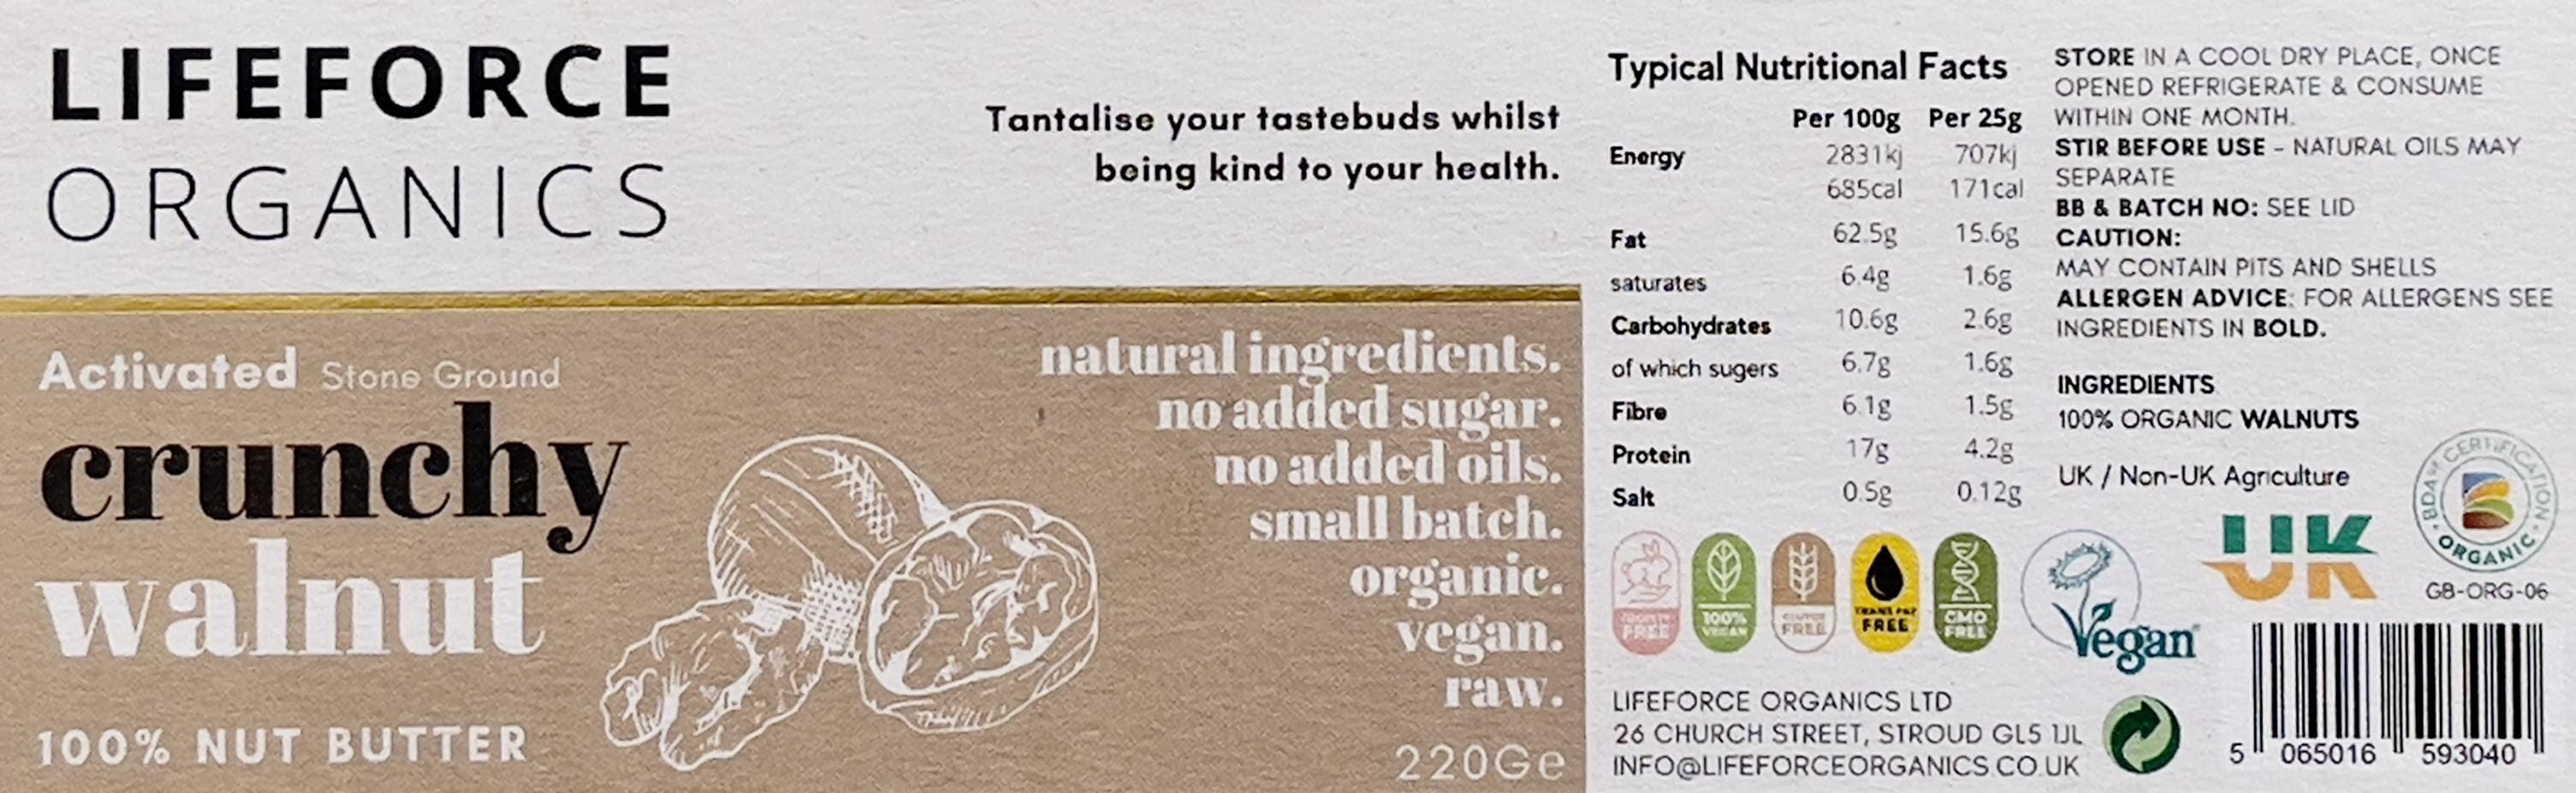 LIFEFORCE
ORGANICS
Tantalise your tastebuds whilst
being kind to your health.
Activated Stone Ground
crunchy
walnut
100% NUT BUTTER
natural ingredients.
no added sugar.
no added oils.
small batch.
organic.
vegan.
raw.
220Ge
Typical Nutritional Facts
Per 100g Per 25g
Energy 2831kj 707kj
685cal 171cal
Fat 62.5g 15.6g
saturates 6.4g 1.6g
Carbohydrates 10.6g 2.6g
of which sugers 6.7g 1.6g
Fibre 6.1g 1.5g
Protein 17g 4.2g
Salt 0.5g 0.12g
CRUELTY
FREE
100%
VEGAN
GLUTEN
FREE
TRANS FAT
FREE
GMO
FREE
Vegan
LIFEFORCE ORGANICS LTD
26 CHURCH STREET, STROUD GL5 1JL
INFO@LIFEFORCEORGANICS.CO.UK
STORE IN A COOL DRY PLACE, ONCE
OPENED REFRIGERATE & CONSUME
WITHIN ONE MONTH.
STIR BEFORE USE - NATURAL OILS MAY
SEPARATE
BB & BATCH NO: SEE LID
CAUTION:
MAY CONTAIN PITS AND SHELLS
ALLERGEN ADVICE: FOR ALLERGENS SEE
INGREDIENTS IN BOLD.
INGREDIENTS
100% ORGANIC WALNUTS
UK / Non-UK Agriculture
UK
CERTIFICATION
ORGANIC
GB-ORG-06
5 065016 593040